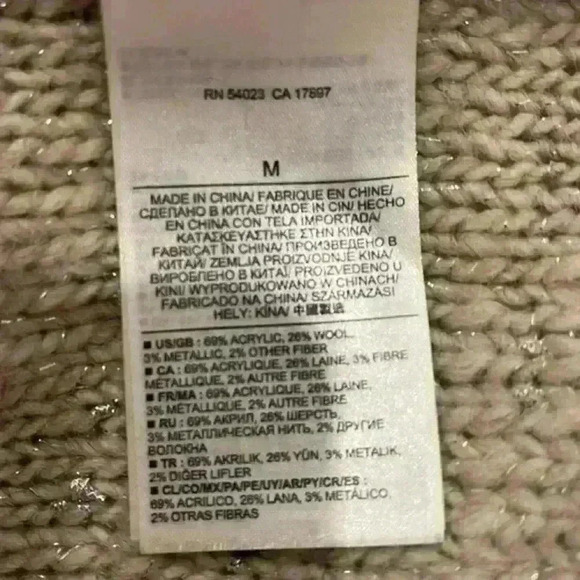 RN 54023 CA 17897
M
MADE IN CHINA/ FABRIQUE EN CHINE/
СДЕЛАНО В КИТАЕ/ MADE IN CIN/ HECHO
EN CHINA CON TELA IMPORTADA/
ΚΑΤΑΣΚΕΥΑΣΤΗΚΕ ΣΤΗΝ ΚΙΝΑ/
FABRICAT ÎN CHINA/ ПРОИЗВЕДЕНО В
КИТАЙ/ ZEMLJA PROIZVODNJE KINA/
ВИРОБЛЕНО В КИТАЇ/ PROIZVEDENO U
KINI/ WYPRODUKOWANO W CHINACH/
FABRICADO NA CHINA/ SZÁRMAZÁSI
HELY: KÍNA/ 中國製造
■ US/GB : 69% ACRYLIC, 26% WOOL,
3% METALLIC, 2% OTHER FIBER
■ CA : 69% ACRYLIQUE, 26% LAINE, 3% FIBRE
MÉTALLIQUE, 2% AUTRE FIBRE
■ FR/MA : 69% ACRYLIQUE, 26% LAINE,
3% MÉTALLIQUE, 2% AUTRE FIBRE
■ RU : 69% АКРИЛ, 26% ШЕРСТЬ,
3% МЕТАЛЛИЧЕСКАЯ НИТЬ, 2% ДРУГИЕ
ВОЛОКНА
■ TR : 69% AKRILIK, 26% YÜN, 3% METALIK,
2% DIĞER LIFLER
■ CL/CO/MX/PA/PE/UY/AR/PY/CR/ES :
69% ACRILICO, 26% LANA, 3% METÁLICO,
2% OTRAS FIBRAS